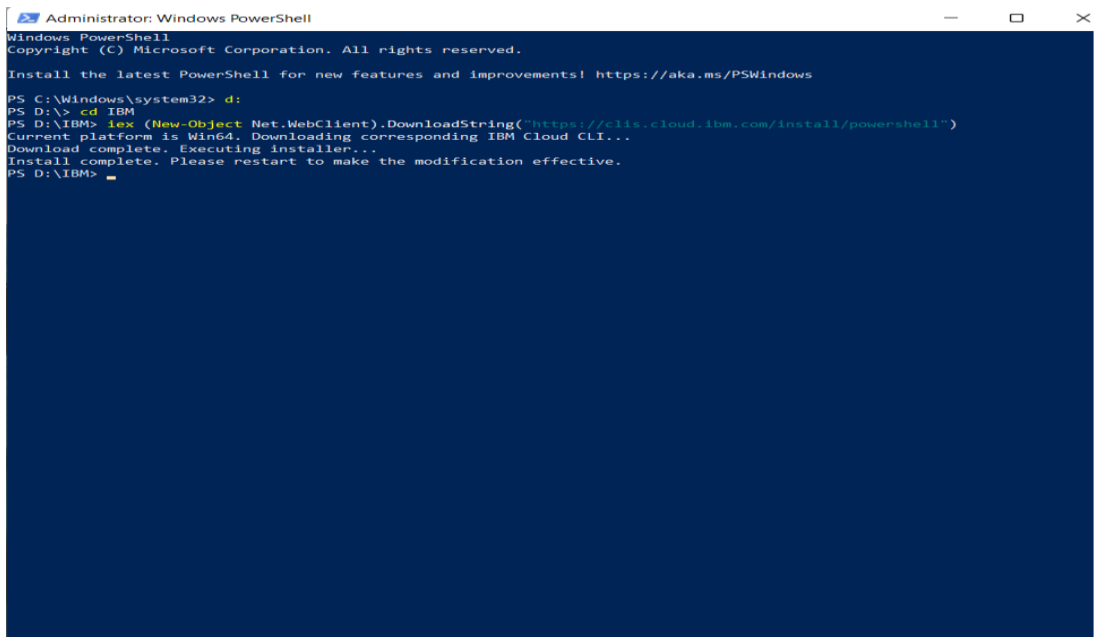 Administrator: Windows PowerShell
Windows PowerShell
Copyright (C) Microsoft Corporation. All rights reserved.
Install the latest PowerShell for new features and improvements! https://aka.ms/PSWindows
PS C:\Windows\system32> d:
PS D:\> cd IBM
PS D:\IBM> iex (New-Object Net.WebClient).DownloadString("https://clis.cloud.ibm.com/install/powershell")
Current platform is Win64. Downloading corresponding IBM Cloud CLI...
Download complete. Executing installer...
Install complete. Please restart to make the modification effective.
PS D:\IBM>